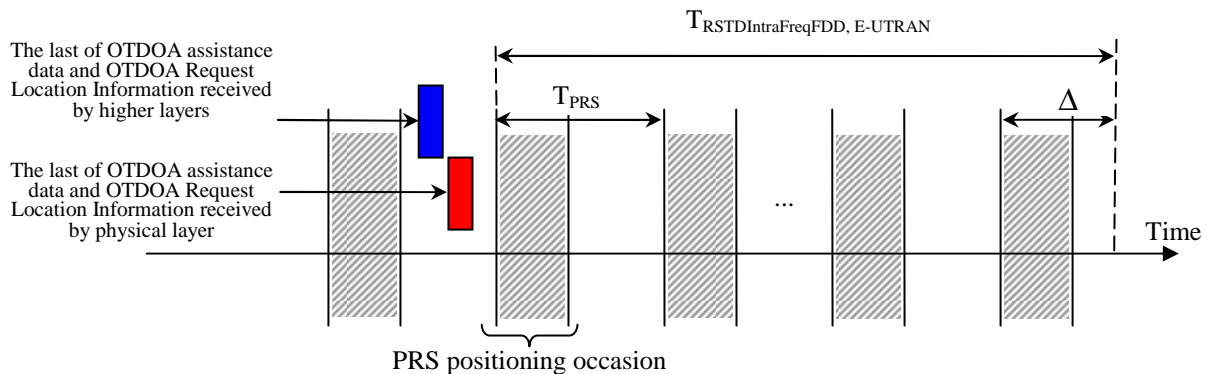 T_RSTDIntraFreqFDD, E-UTRAN
The last of OTDOA assistance
data and OTDOA Request
Location Information received
by higher layers
T_PRS
Δ
The last of OTDOA assistance
data and OTDOA Request
Location Information received
by physical layer
...
Time
PRS positioning occasion